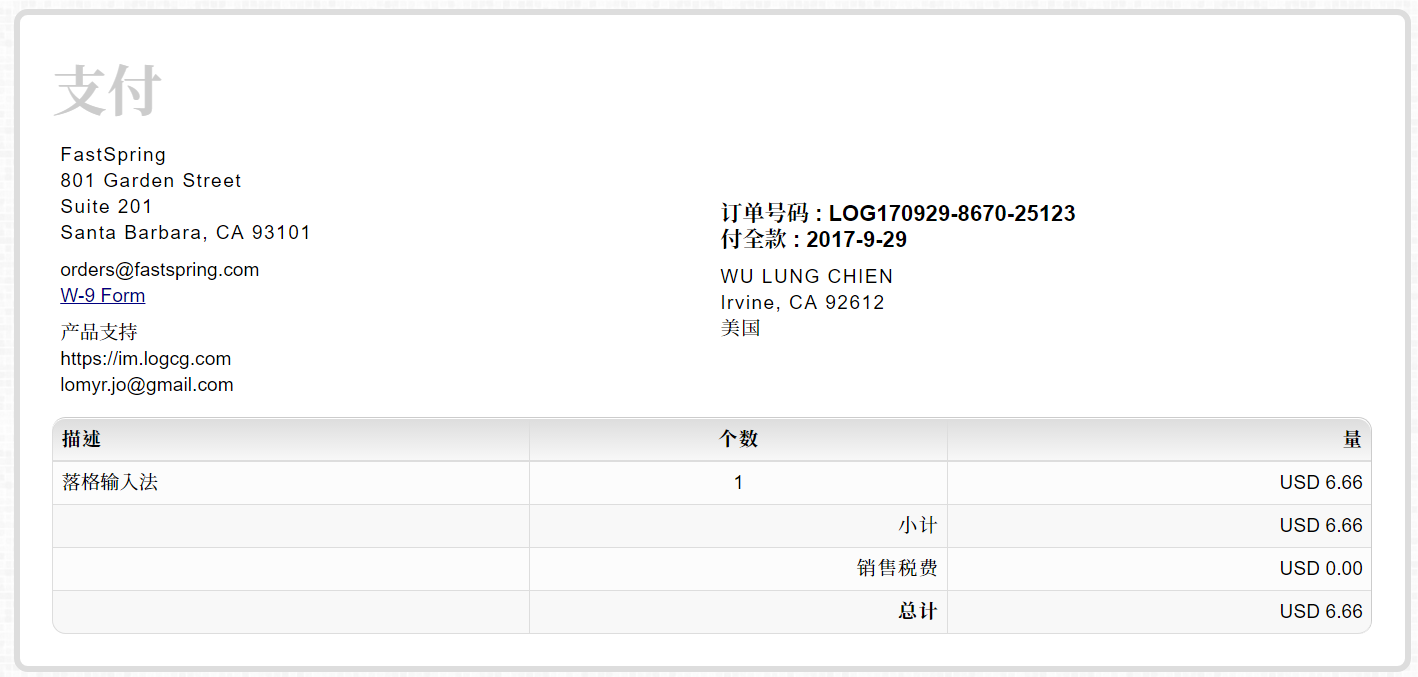 支付
FastSpring
801 Garden Street
Suite 201
Santa Barbara, CA 93101
orders@fastspring.com
W-9 Form
产品支持
https://im.logcg.com
lomyr.jo@gmail.com
订单号码 : LOG170929-8670-25123
付全款 : 2017-9-29
WU LUNG CHIEN
Irvine, CA 92612
美国
描述 个数 量
落格输入法 1 USD 6.66
小计 USD 6.66
销售税费 USD 0.00
总计 USD 6.66